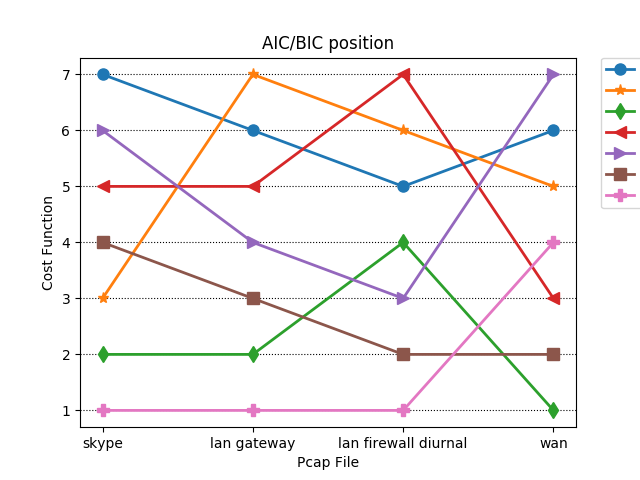 AIC/BIC position
7
6
5
4
3
2
1
Cost Function
skype
lan gateway
lan firewall diurnal
wan
Pcap File